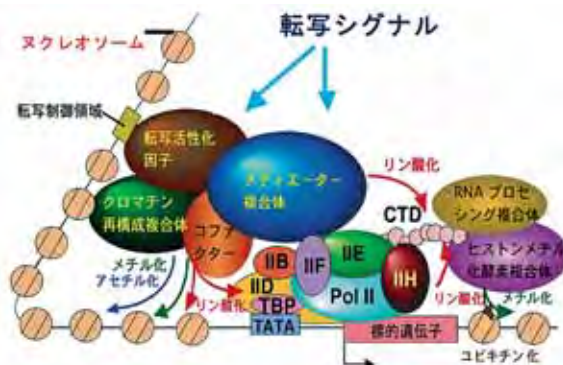 転写シグナル
ヌクレオソーム
転写制御領域
転写活性化
因子
メディエーター
複合体
リン酸化
RNA プロセ
シング複合体
クロマチン
再構成複合体
コファ
クター
CTD
ヒストンメチル
化酵素複合体
メチル化
アセチル化
リン酸化
IIB
IIF
IIE
IIH
IID
TBP
TATA
Pol II
リン酸化
メチル化
標的遺伝子
ユビキチン化